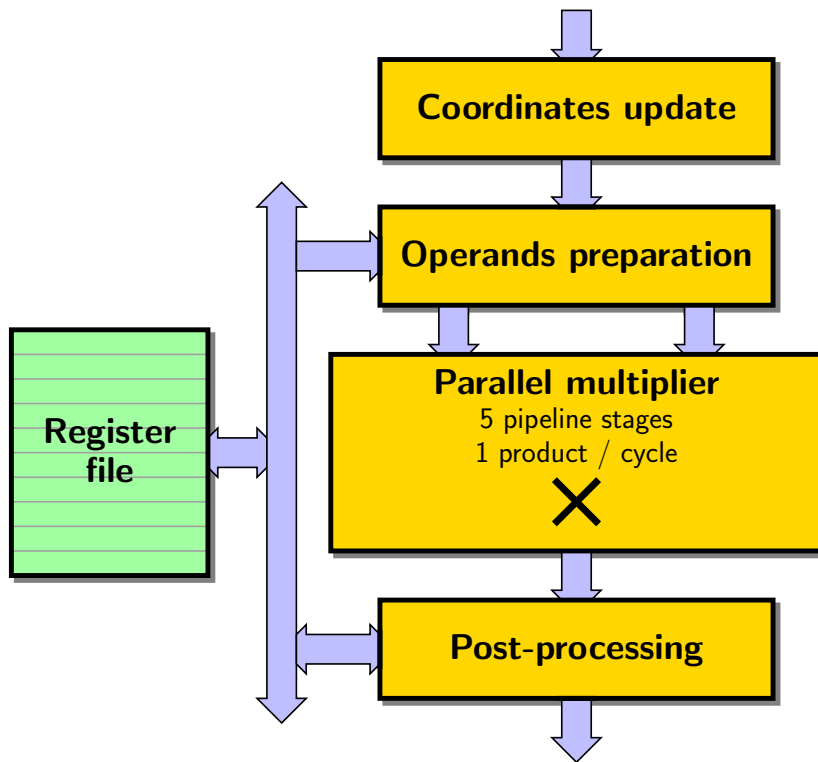 Coordinates update
Operands preparation
Register
file
Parallel multiplier
5 pipeline stages
1 product / cycle
Post-processing